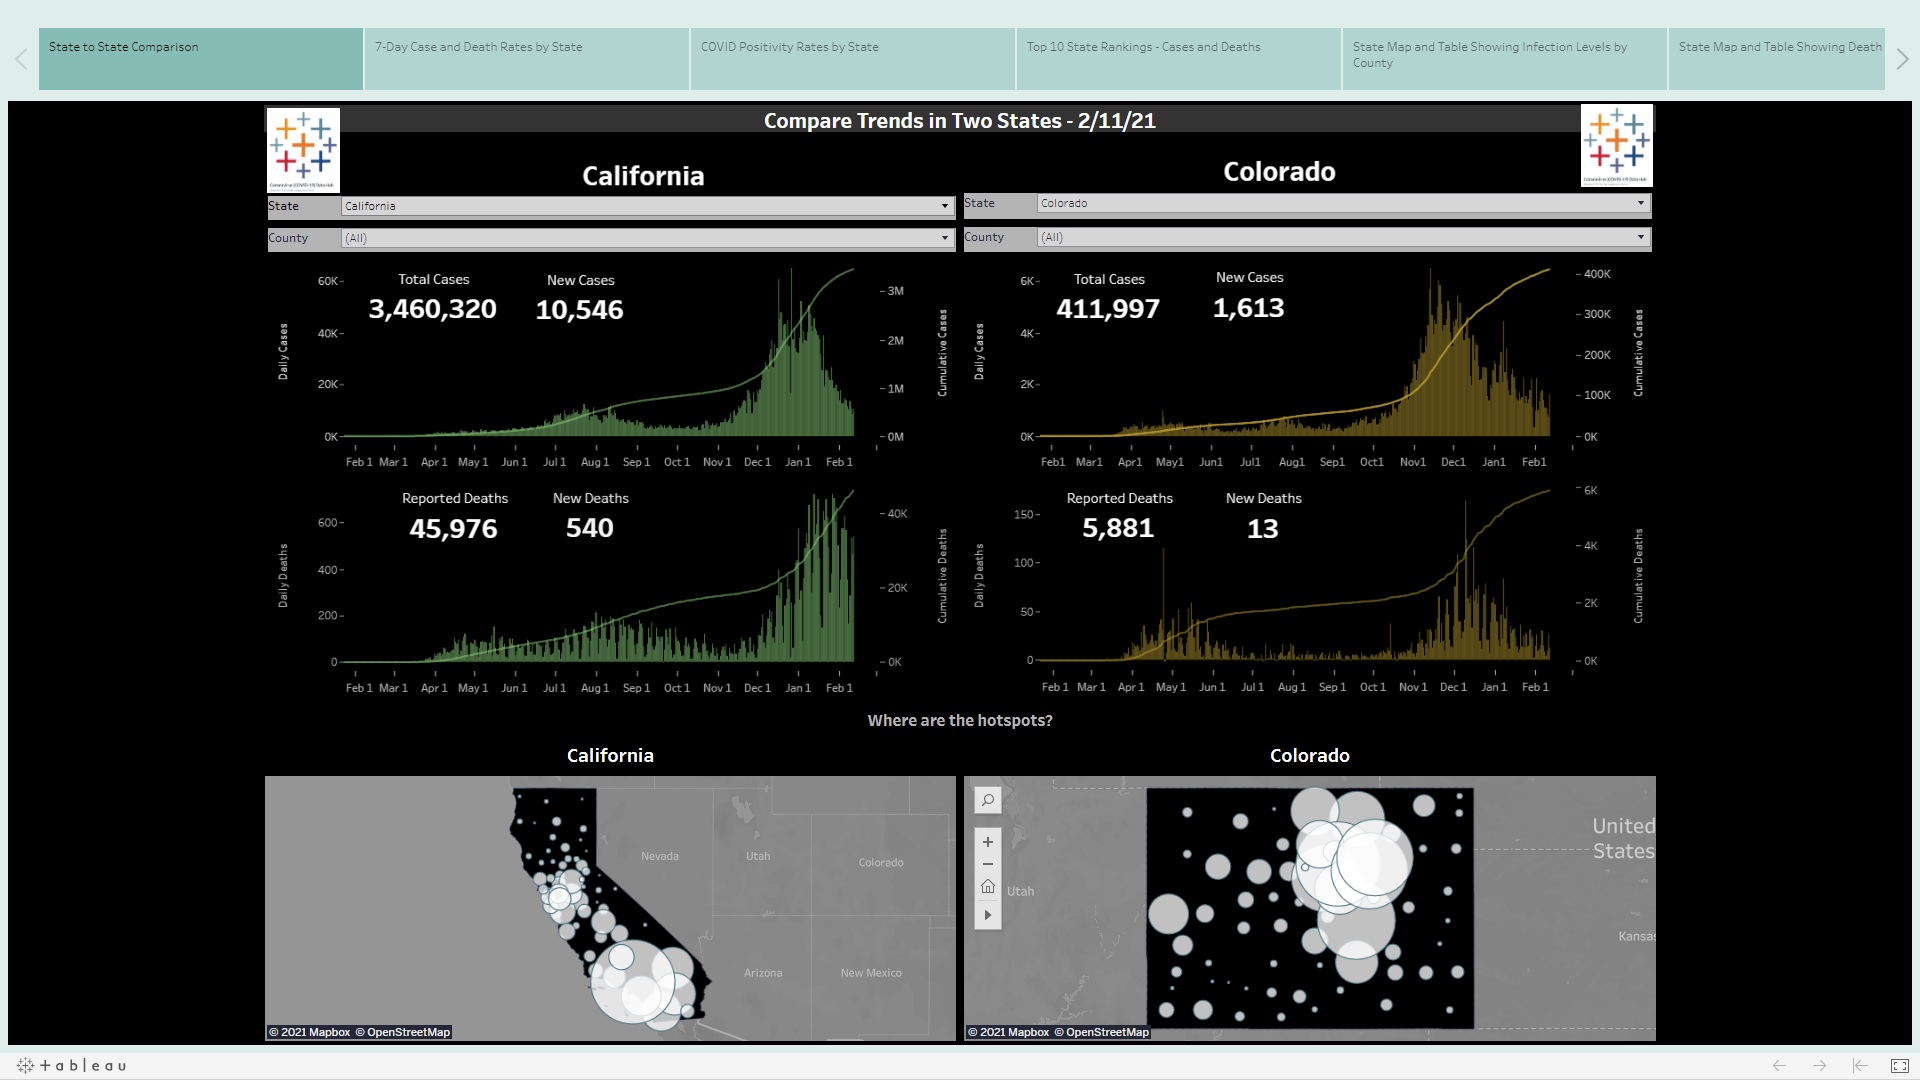 State to State Comparison
7-Day Case and Death Rates by State
COVID Positivity Rates by State
Top 10 State Rankings - Cases and Deaths
State Map and Table Showing Infection Levels by
County
State Map and Table Showing Death
Compare Trends in Two States - 2/11/21
California
State
California
County
(All)
Total Cases
3,460,320
New Cases
10,546
Daily Cases
60K
40K
20K
0K
3M
2M
1M
0M
Cumulative Cases
Feb 1 Mar 1 Apr 1 May 1 Jun 1 Jul 1 Aug 1 Sep 1 Oct 1 Nov 1 Dec 1 Jan 1 Feb 1
Reported Deaths
45,976
New Deaths
540
Daily Deaths
600
400
200
0
40K
20K
0K
Cumulative Deaths
Feb 1 Mar 1 Apr 1 May 1 Jun 1 Jul 1 Aug 1 Sep 1 Oct 1 Nov 1 Dec 1 Jan 1 Feb 1
Colorado
State
Colorado
County
(All)
Total Cases
411,997
New Cases
1,613
Daily Cases
6K
4K
2K
0K
400K
300K
200K
100K
0K
Cumulative Cases
Feb1 Mar1 Apr1 May1 Jun1 Jul1 Aug1 Sep1 Oct1 Nov1 Dec1 Jan1 Feb1
Reported Deaths
5,881
New Deaths
13
Daily Deaths
150
100
50
0
6K
4K
2K
0K
Cumulative Deaths
Feb 1 Mar 1 Apr 1 May 1 Jun 1 Jul 1 Aug 1 Sep 1 Oct 1 Nov 1 Dec 1 Jan 1 Feb 1
Where are the hotspots?
California
Nevada
Utah
Colorado
Arizona
New Mexico
© 2021 Mapbox © OpenStreetMap
Colorado
United
States
Utah
Kansas
© 2021 Mapbox © OpenStreetMap
+ableau